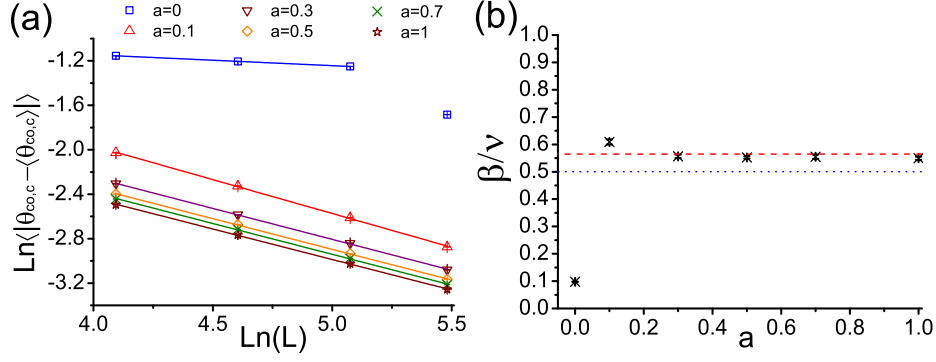 (a)
a=0
a=0.3
a=0.7
a=0.1
a=0.5
a=1
-1.2
-1.6
-2.0
-2.4
-2.8
-3.2
4.0
4.5
5.0
5.5
Ln(L)
Ln⟨|θco,c−⟨θco,c⟩|⟩
(b)
1.0
0.9
0.8
0.7
0.6
0.5
0.4
0.3
0.2
0.1
0.0
0.0
0.2
0.4
0.6
0.8
1.0
a
β/ν